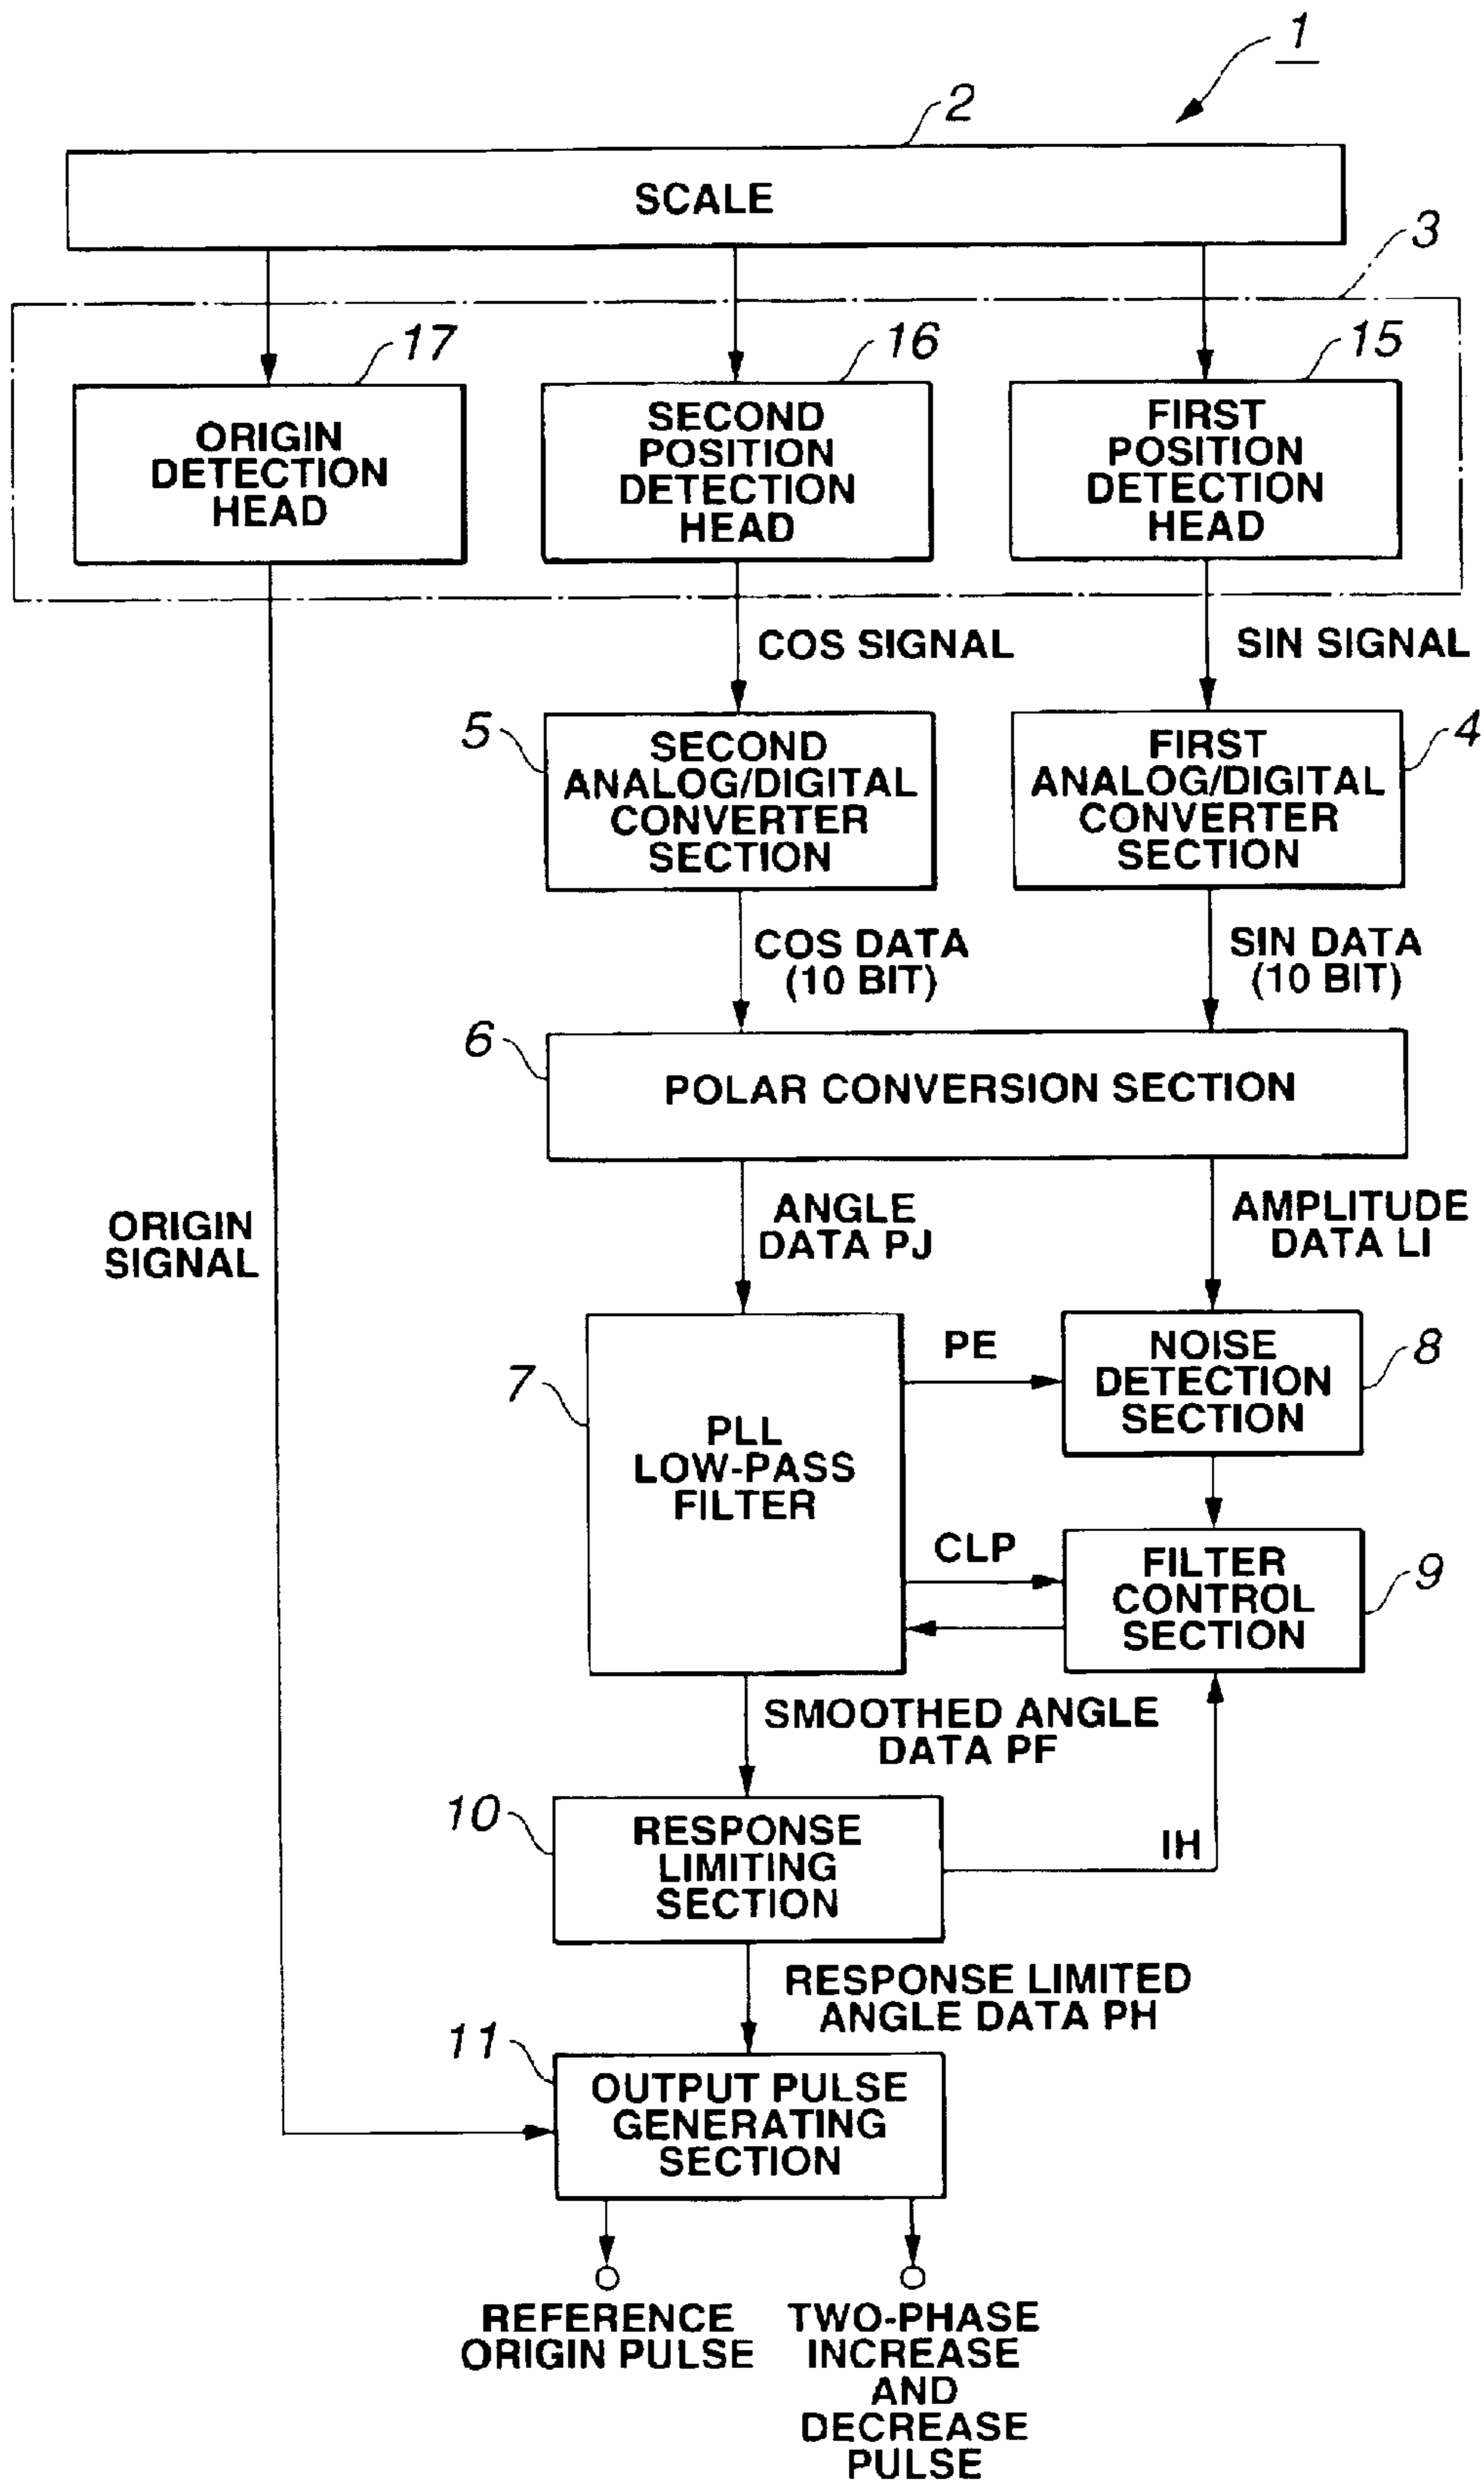 1
2
SCALE
3
17
16
15
ORIGIN
DETECTION
HEAD
SECOND
POSITION
DETECTION
HEAD
FIRST
POSITION
DETECTION
HEAD
COS SIGNAL
SIN SIGNAL
5
SECOND
ANALOG/DIGITAL
CONVERTER
SECTION
FIRST
ANALOG/DIGITAL
CONVERTER
SECTION
4
COS DATA
(10 BIT)
SIN DATA
(10 BIT)
6
POLAR CONVERSION SECTION
ORIGIN
SIGNAL
ANGLE
DATA PJ
AMPLITUDE
DATA LI
7
PLL
LOW-PASS
FILTER
PE
NOISE
DETECTION
SECTION
8
CLP
FILTER
CONTROL
SECTION
9
SMOOTHED ANGLE
DATA PF
10
RESPONSE
LIMITING
SECTION
IH
RESPONSE LIMITED
ANGLE DATA PH
11
OUTPUT PULSE
GENERATING
SECTION
REFERENCE
ORIGIN PULSE
TWO-PHASE
INCREASE
AND
DECREASE
PULSE